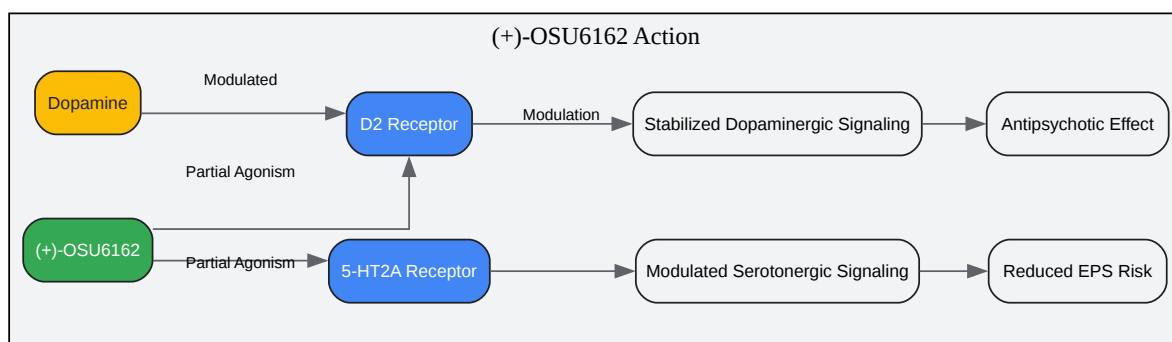 (+)-OSU6162 Action
Modulated
Dopamine
D2 Receptor
Modulation
Stabilized Dopaminergic Signaling
Antipsychotic Effect
Partial Agonism
(+)-OSU6162
Partial Agonism
5-HT2A Receptor
Modulated Serotonergic Signaling
Reduced EPS Risk